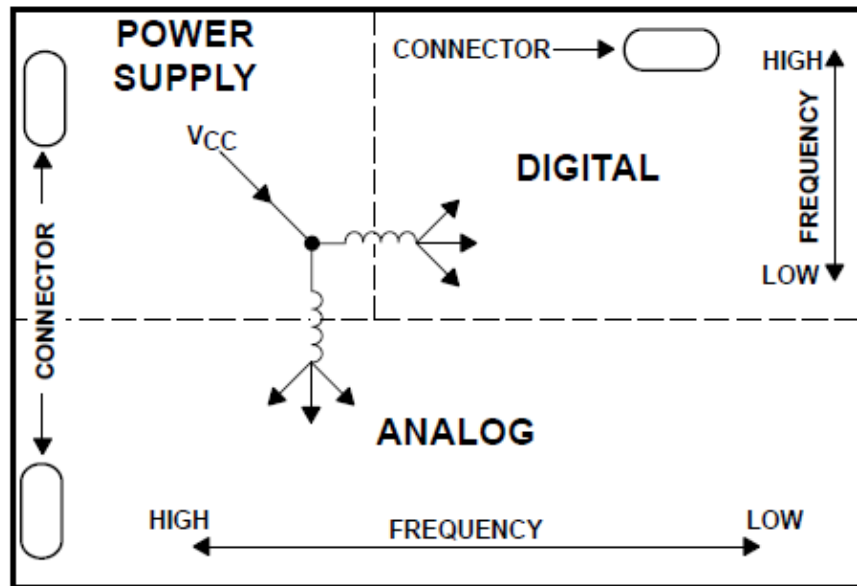 POWER
SUPPLY
CONNECTOR
HIGH
VCC
DIGITAL
FREQUENCY
LOW
CONNECTOR
ANALOG
HIGH
FREQUENCY
LOW